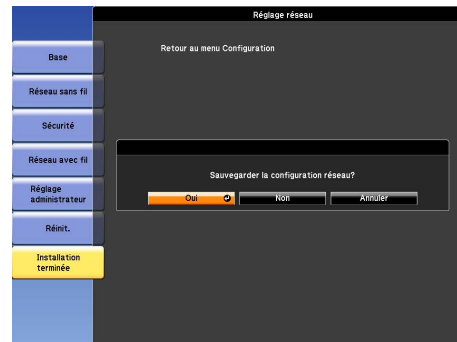 Réglage réseau
Retour au menu Configuration
Base
Réseau sans fil
Sécurité
Réseau avec fil
Réglage
administrateur
Réinit.
Installation
terminée
Sauvegarder la configuration réseau?
Oui
Non
Annuler